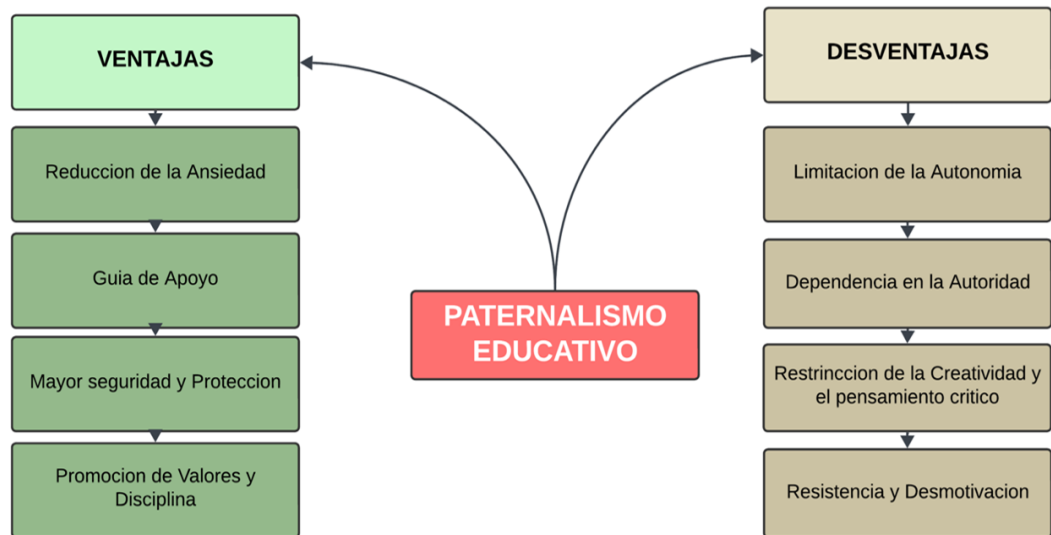 VENTAJAS
Reduccion de la Ansiedad
Guia de Apoyo
Mayor seguridad y Proteccion
Promocion de Valores y
Disciplina
PATERNALISMO
EDUCATIVO
DESVENTAJAS
Limitacion de la Autonomia
Dependencia en la Autoridad
Restrinccion de la Creatividad y
el pensamiento critico
Resistencia y Desmotivacion